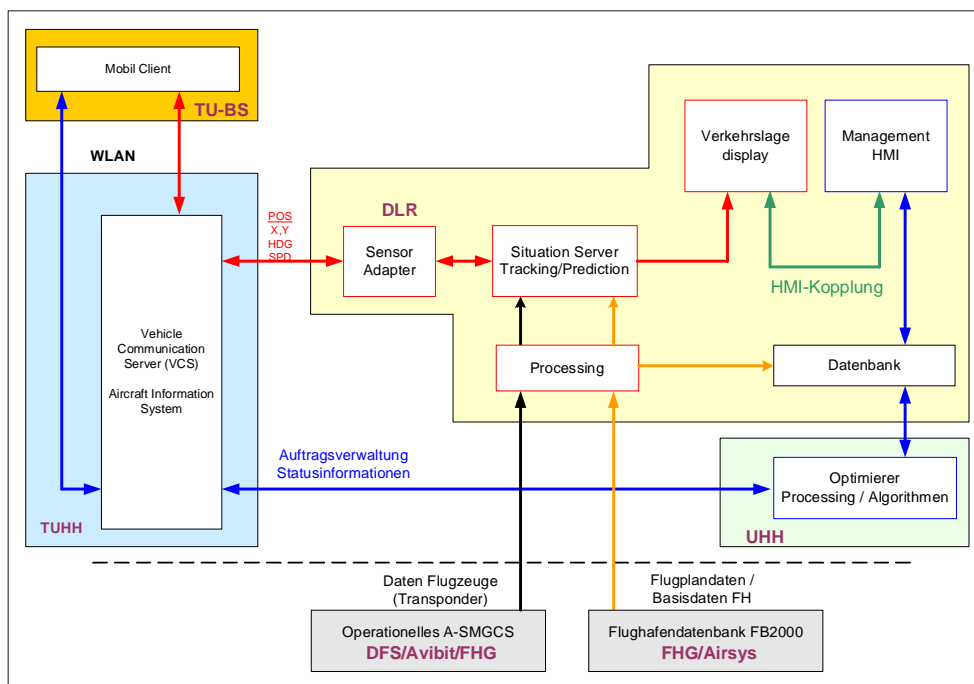 Mobil Client
TU-BS
WLAN
Vehicle
Communication
Server (VCS)
Aircraft Information
System
TUHH
POS
X,Y
HDG
SPD
DLR
Sensor
Adapter
Situation Server
Tracking/Prediction
Verkehrslage
display
Management
HMI
HMI-Kopplung
Processing
Datenbank
Auftragsverwaltung
Statusinformationen
Optimierer
Processing / Algorithmen
UHH
Daten Flugzeuge
(Transponder)
Flugplandaten /
Basisdaten FH
Operationelles A-SMGCS
DFS/Avibit/FHG
Flughafendatenbank FB2000
FHG/Airsys